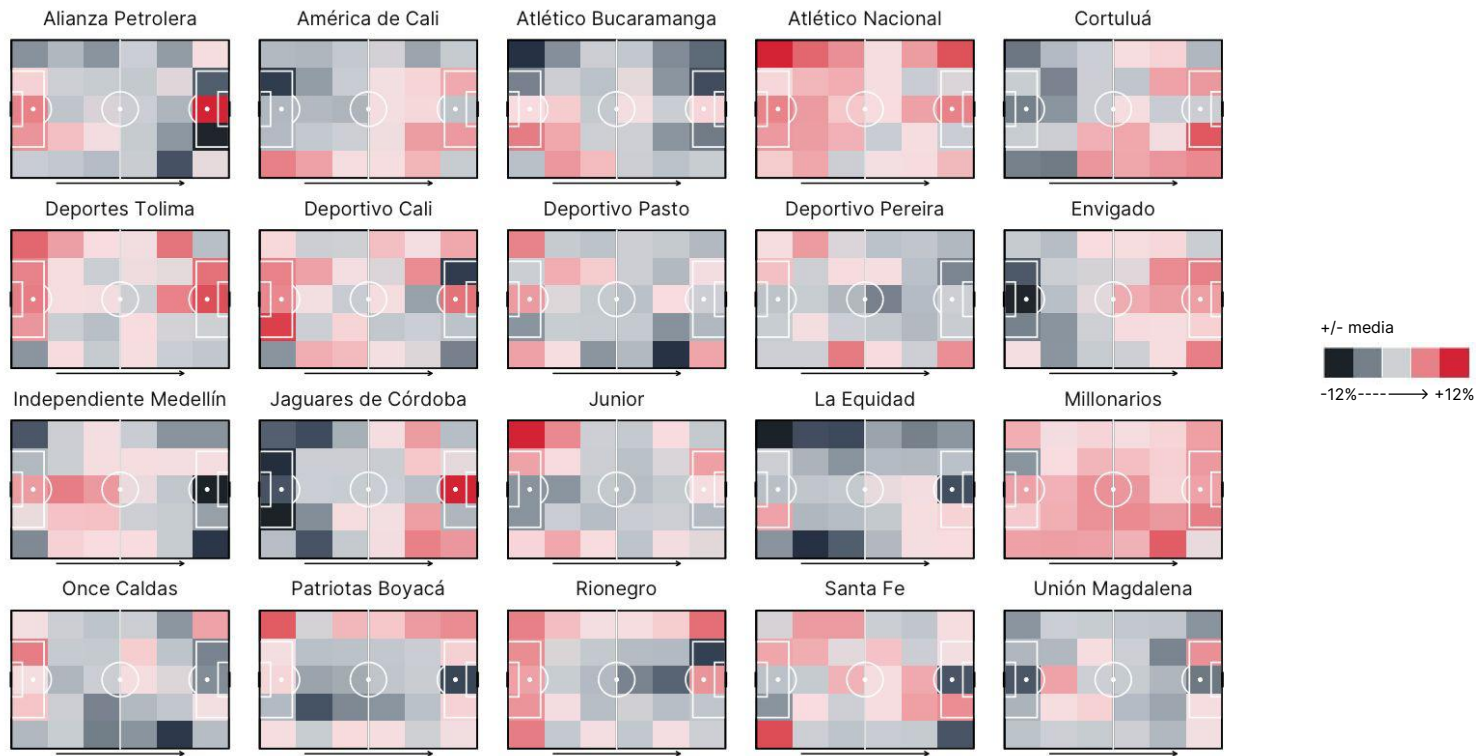 Alianza Petrolera
América de Cali
Atlético Bucaramanga
Atlético Nacional
Cortuluá
Deportes Tolima
Deportivo Cali
Deportivo Pasto
Deportivo Pereira
Envigado
+/- media
-12%-----→ +12%
Independiente Medellín
Jaguares de Córdoba
Junior
La Equidad
Millonarios
Once Caldas
Patriotas Boyacá
Rionegro
Santa Fe
Unión Magdalena